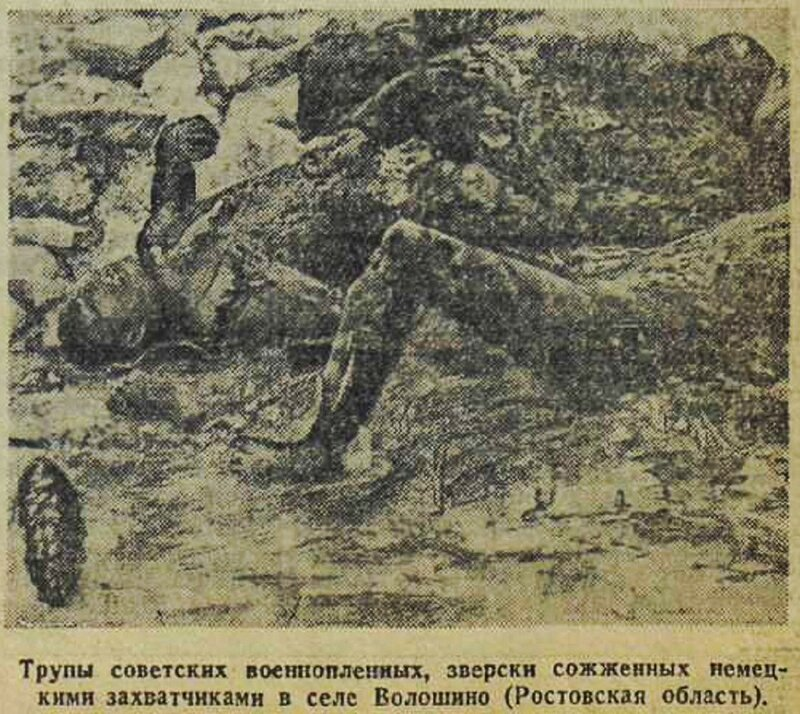 Трупы советских военнопленных, зверски сожженных немец-
кими захватчиками в селе Волошино (Ростовская область).